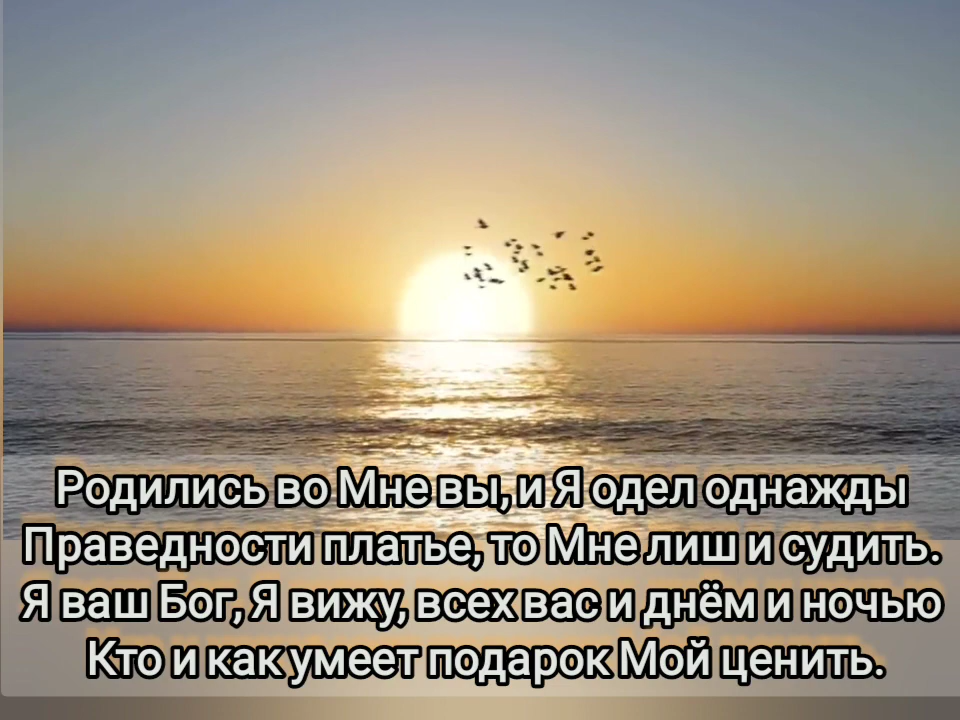 Родились во Мне вы, и Я одел однажды
Праведности платье, то Мне лиш и судить.
Я ваш Бог, Я вижу, всех вас и днём и ночью
Кто и как умеет подарок Мой ценить.